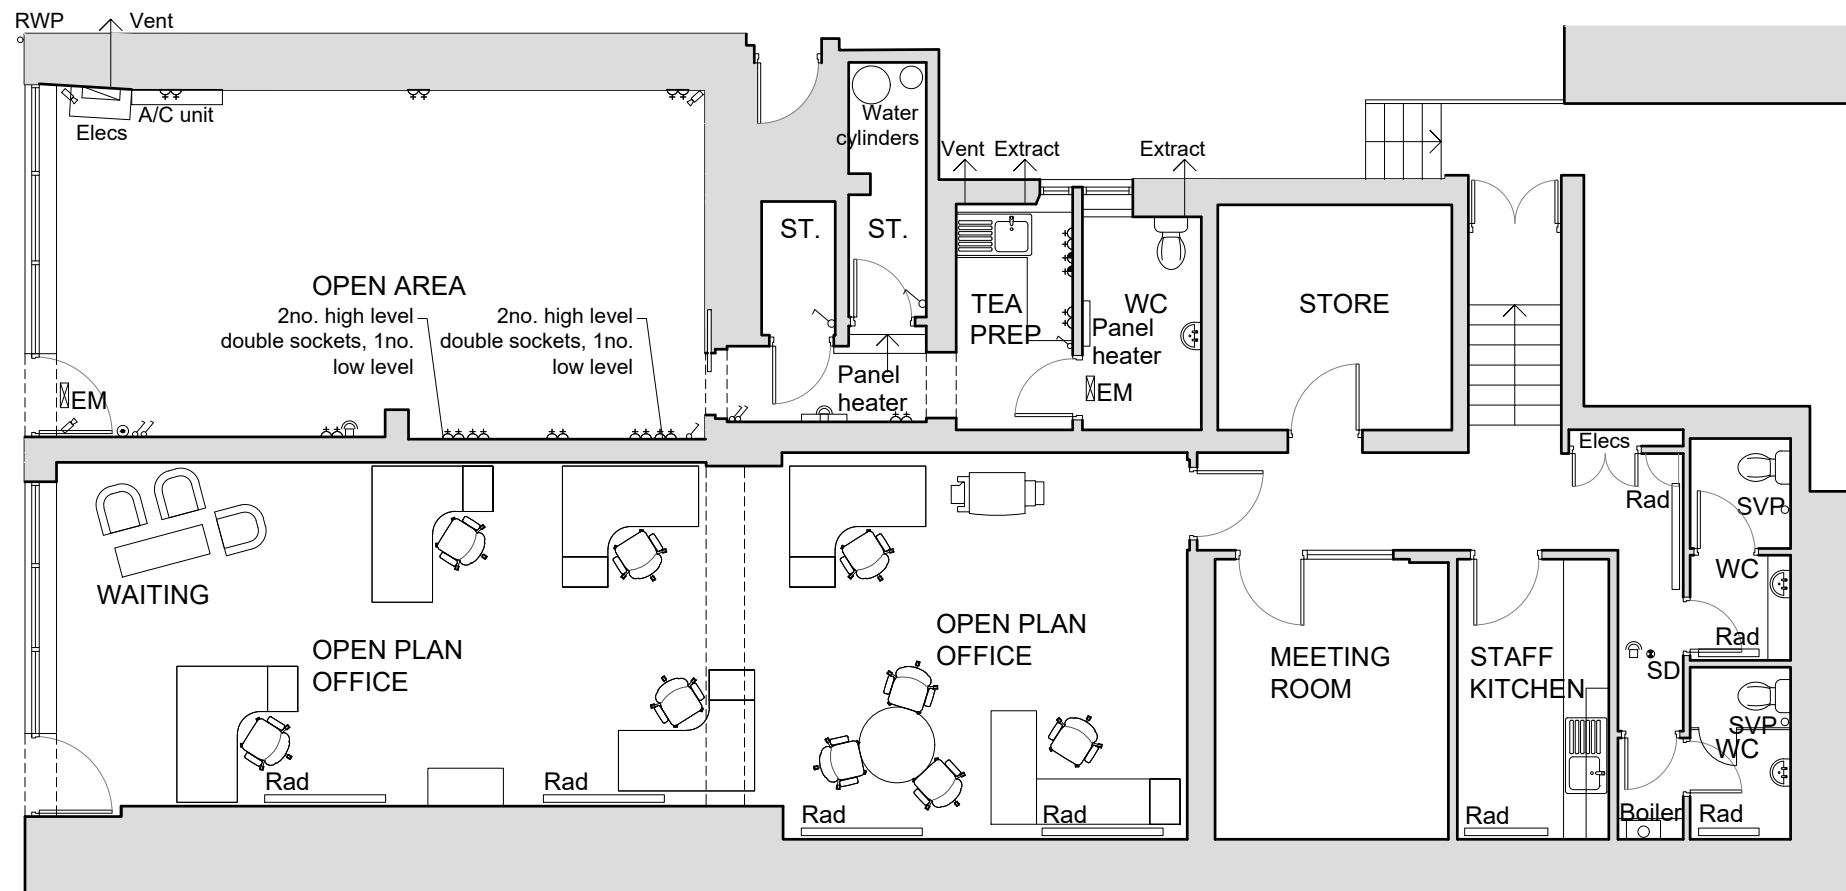 RWP
Vent
A/C unit
Elecs
Water
cylinders
Vent
Extract
Extract
ST.
ST.
OPEN AREA
2no. high level
double sockets, 1no.
low level
2no. high level
double sockets, 1no.
low level
TEA
PREP
WC
Panel
heater
STORE
EM
Panel
heater
EM
Elecs
Rad
SVP
WAITING
WC
OPEN PLAN
OFFICE
OPEN PLAN
OFFICE
MEETING
ROOM
STAFF
KITCHEN
Rad
SD
SVP
WC
Rad
Rad
Rad
Rad
Rad
Boiler
Rad